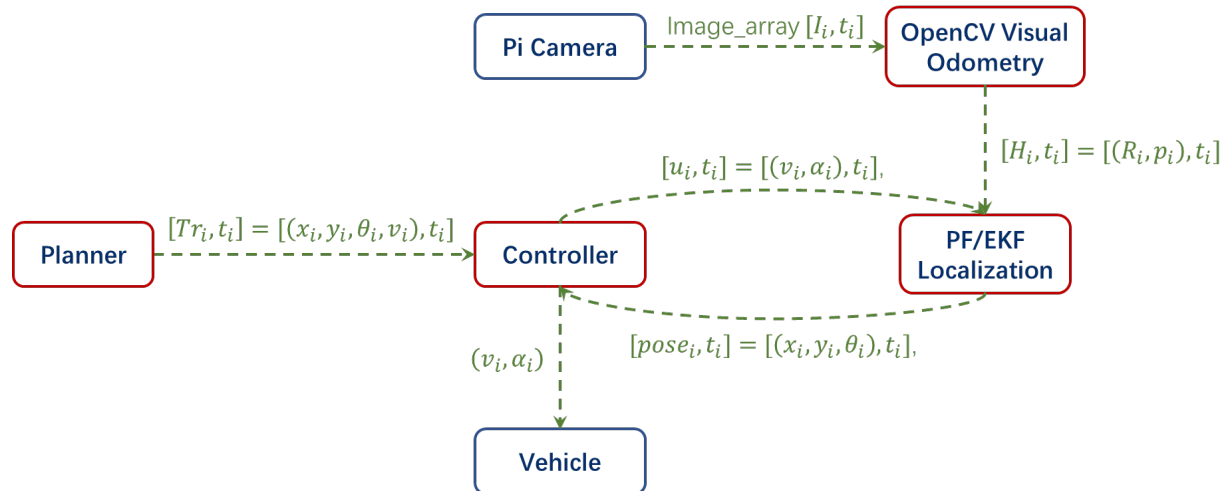 Pi Camera
Image_array [I_i, t_i]
OpenCV Visual
Odometry
[H_i, t_i] = [(R_i, p_i), t_i]
[u_i, t_i] = [(v_i, α_i), t_i],
Planner
[Tr_i, t_i] = [(x_i, y_i, θ_i, v_i), t_i]
Controller
PF/EKF
Localization
[pose_i, t_i] = [(x_i, y_i, θ_i), t_i],
(v_i, α_i)
Vehicle